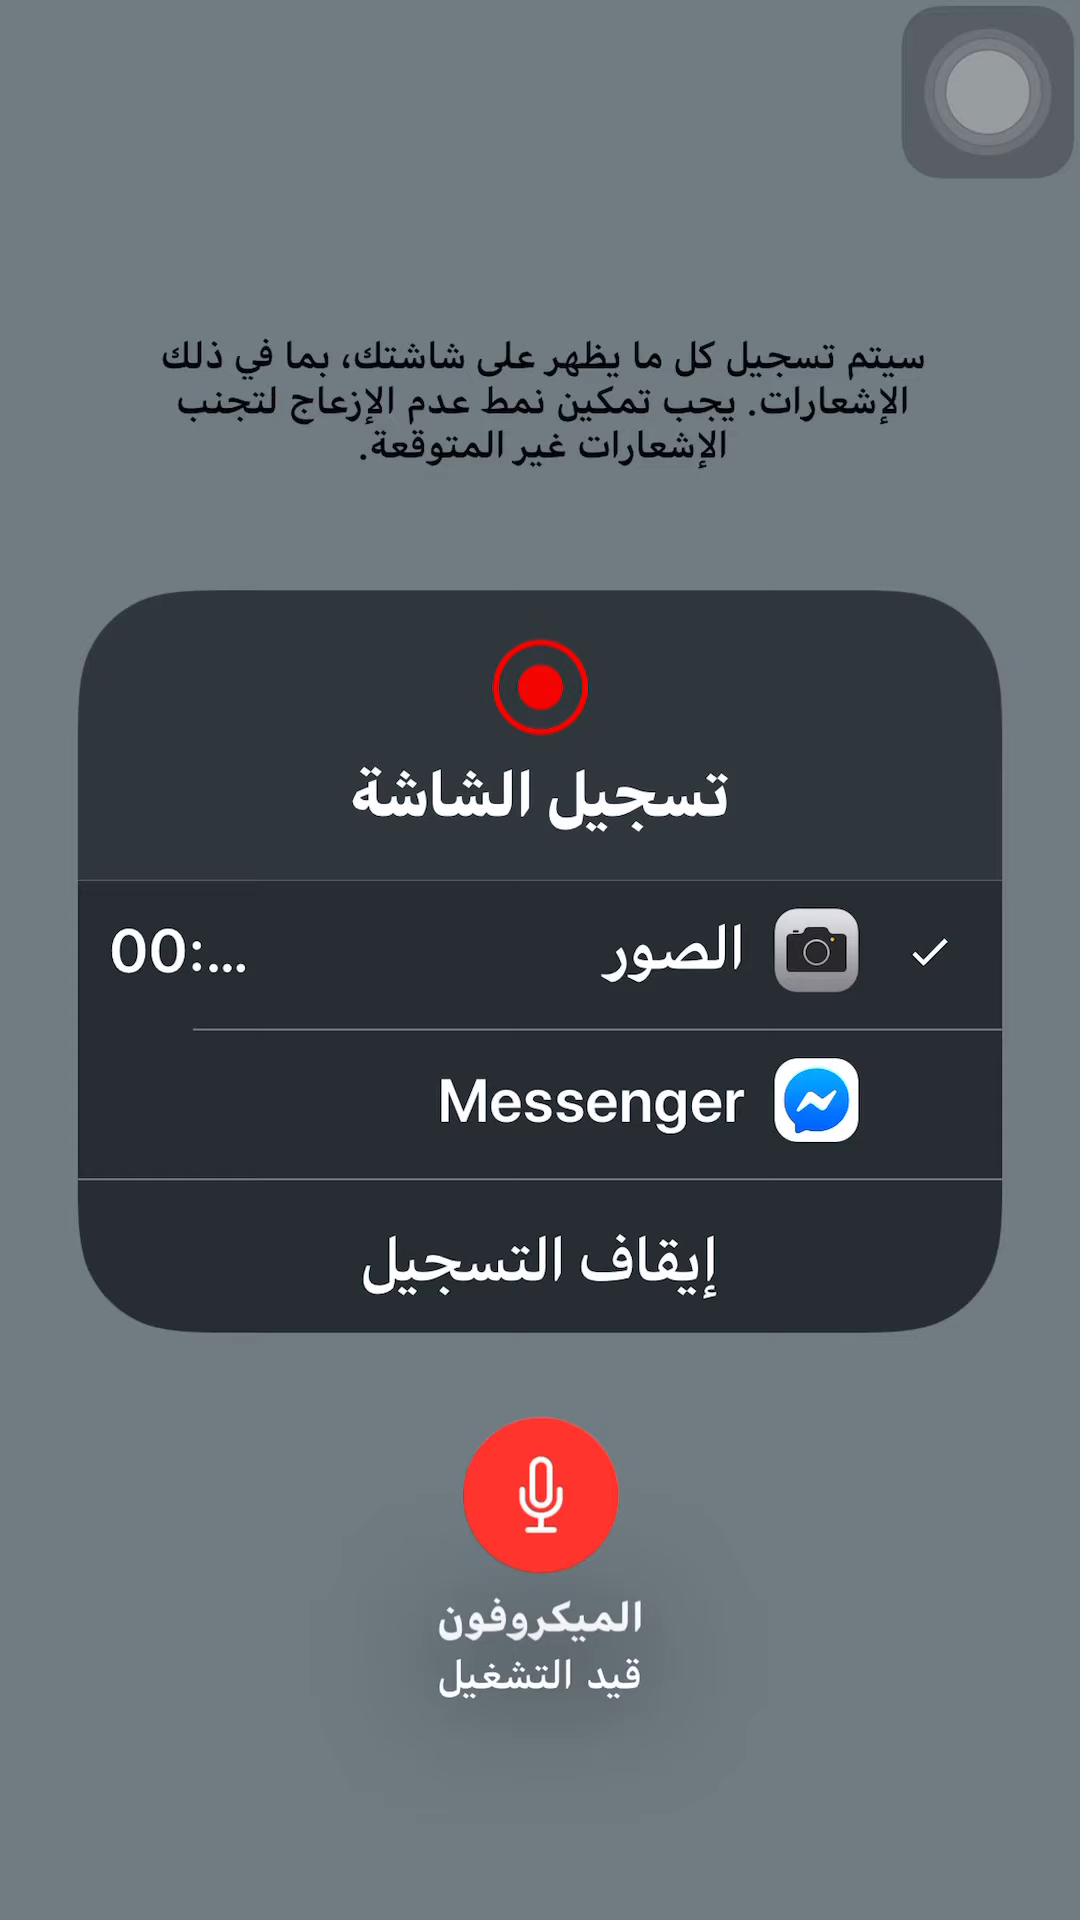 سيتم تسجيل كل ما يظهر على شاشتك، بما في ذلك
الإشعارات. يجب تمكين نمط عدم الإزعاج لتجنب
الإشعارات غير المتوقعة.
تسجيل الشاشة
الصور 00:...
Messenger
إيقاف التسجيل
الميكروفون
قيد التشغيل